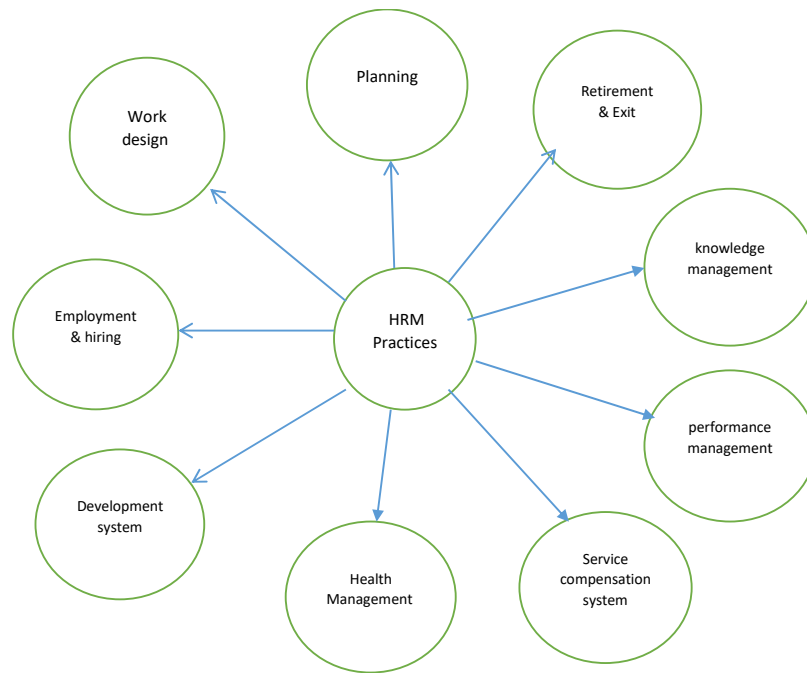 Planning
Retirement
& Exit
Work
design
knowledge
management
Employment
& hiring
HRM
Practices
performance
management
Development
system
Health
Management
Service
compensation
system